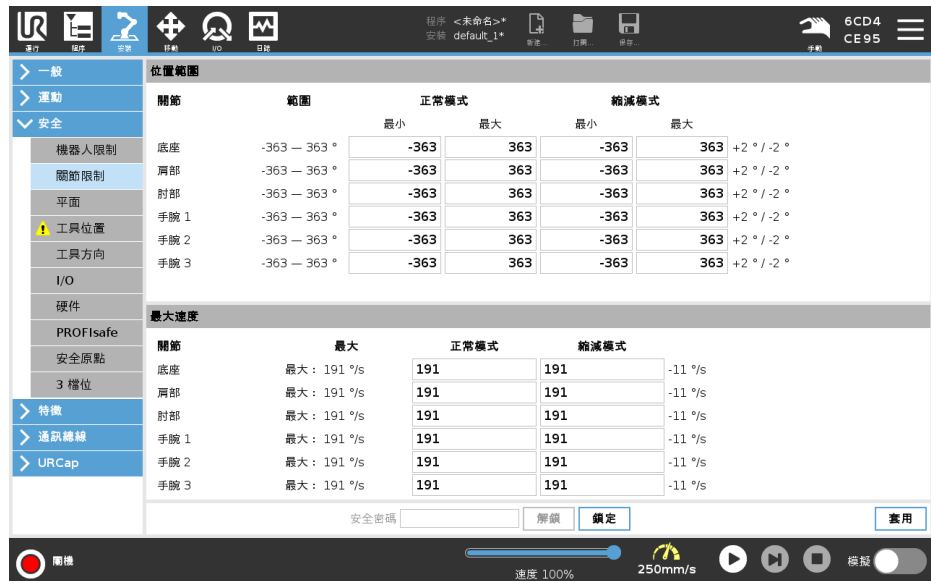 程序 <未命名>*
安裝 default_1*
6CD4
CE95
運行 程序 安裝 移動 I/O 日誌 新建... 打開... 保存... 手動
一般
運動
安全
機器人限制
關節限制
平面
工具位置
工具方向
I/O
硬件
PROFIsafe
安全原點
3 檔位
特徵
通訊總線
URCap
位置範圍
關節 範圍 正常模式 縮減模式
最小 最大 最小 最大
底座 -363 — 363 ° -363 363 -363 363 +2 ° / -2 °
肩部 -363 — 363 ° -363 363 -363 363 +2 ° / -2 °
肘部 -363 — 363 ° -363 363 -363 363 +2 ° / -2 °
手腕 1 -363 — 363 ° -363 363 -363 363 +2 ° / -2 °
手腕 2 -363 — 363 ° -363 363 -363 363 +2 ° / -2 °
手腕 3 -363 — 363 ° -363 363 -363 363 +2 ° / -2 °
最大速度
關節 最大 正常模式 縮減模式
底座 最大： 191 °/s 191 191 -11 °/s
肩部 最大： 191 °/s 191 191 -11 °/s
肘部 最大： 191 °/s 191 191 -11 °/s
手腕 1 最大： 191 °/s 191 191 -11 °/s
手腕 2 最大： 191 °/s 191 191 -11 °/s
手腕 3 最大： 191 °/s 191 191 -11 °/s
安全密碼 解鎖 鎖定 套用
關機 速度 100% 250mm/s 模擬